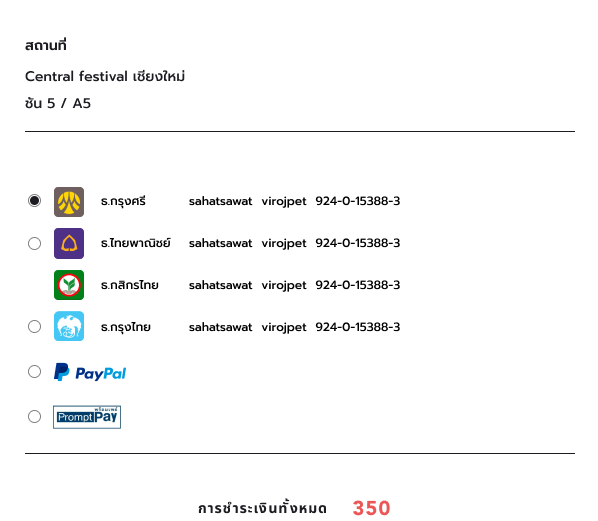 สถานที่
Central festival เชียงใหม่
ชั้น 5 / A5
ธ.กรุงศรี sahatsawat virojpet 924-0-15388-3
ธ.ไทยพาณิชย์ sahatsawat virojpet 924-0-15388-3
ธ.กสิกรไทย sahatsawat virojpet 924-0-15388-3
ธ.กรุงไทย sahatsawat virojpet 924-0-15388-3
PayPal
พร้อมเพย์
PromptPay
การชำระเงินทั้งหมด 350